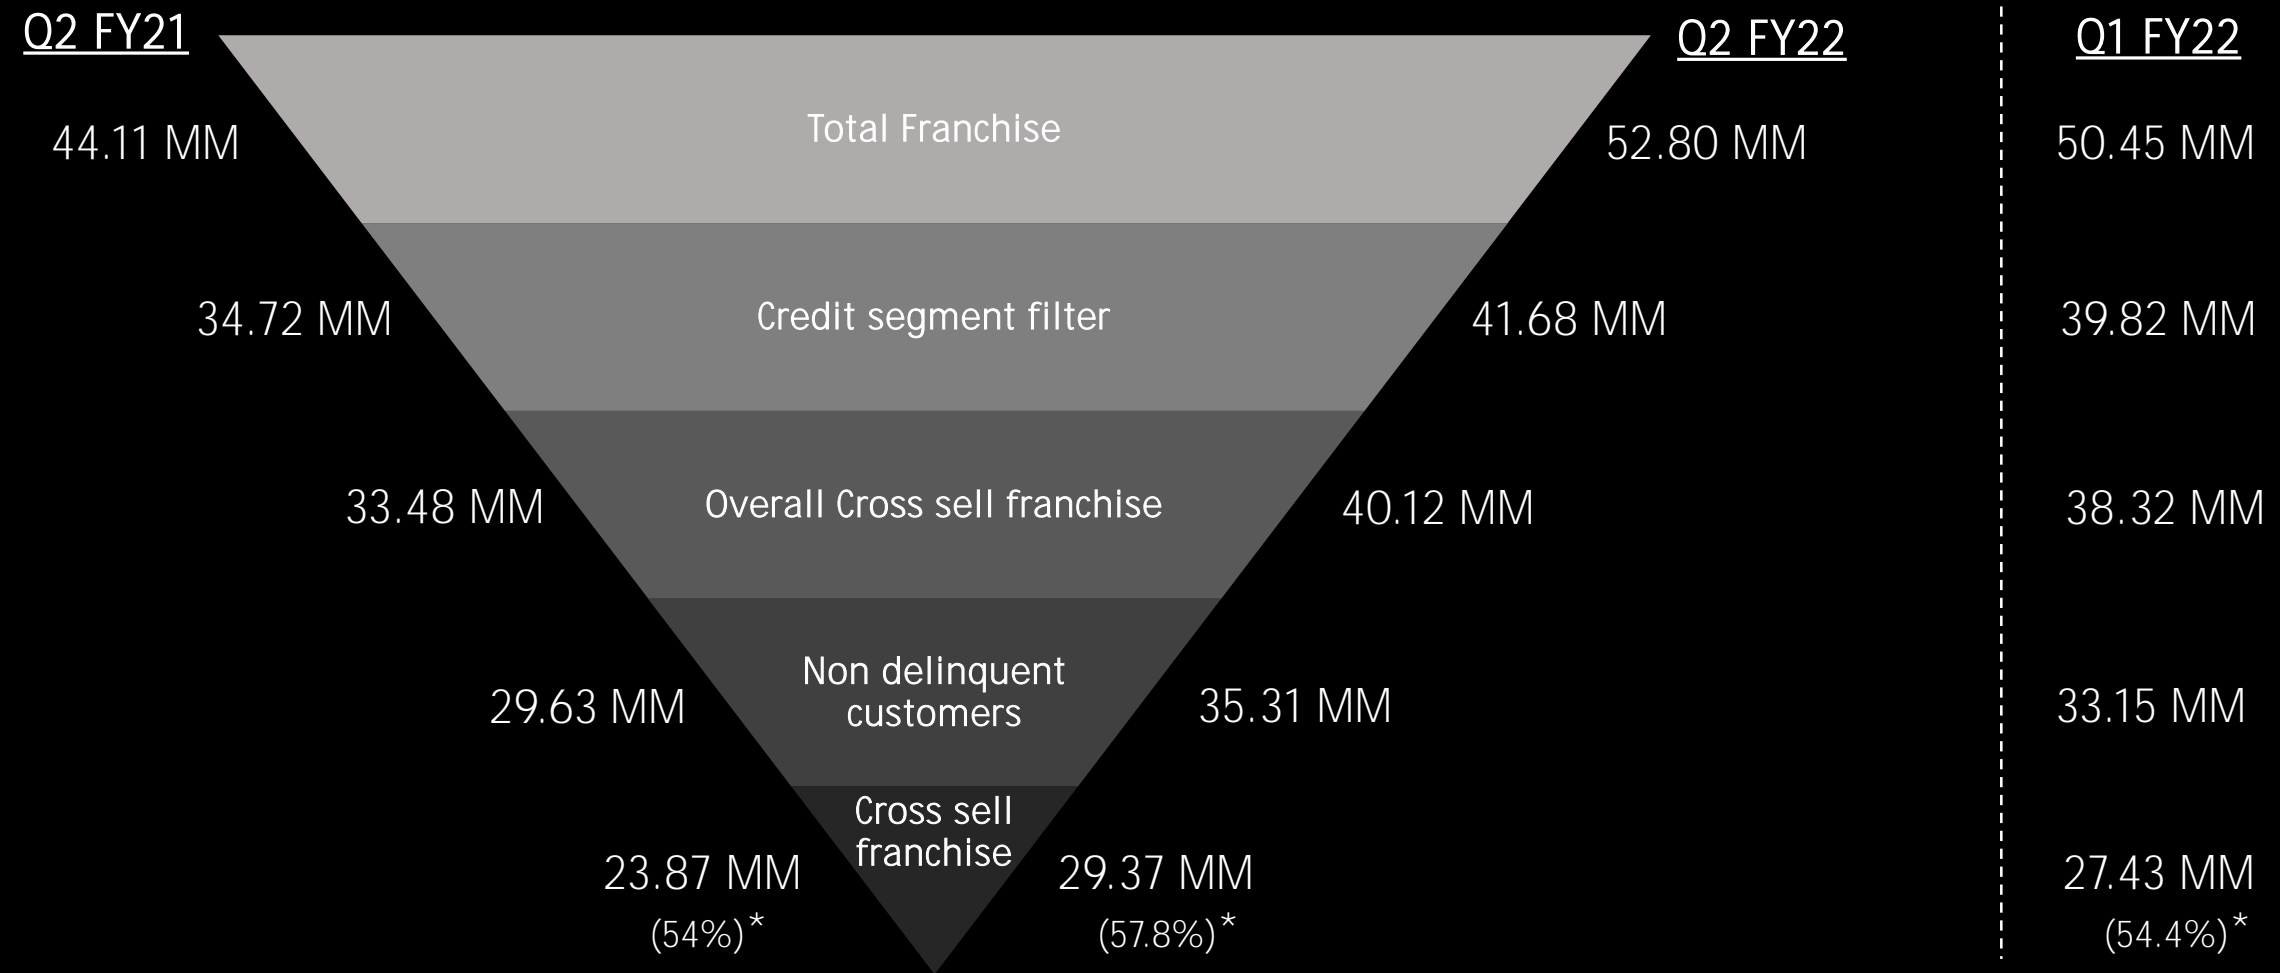 Q2 FY21
Q2 FY22
Q1 FY22
44.11 MM
Total Franchise
52.80 MM
50.45 MM
34.72 MM
Credit segment filter
41.68 MM
39.82 MM
33.48 MM
Overall Cross sell franchise
40.12 MM
38.32 MM
29.63 MM
Non delinquent
customers
35.31 MM
33.15 MM
23.87 MM
(54%)*
Cross sell
franchise
29.37 MM
(57.8%)*
27.43 MM
(54.4%)*